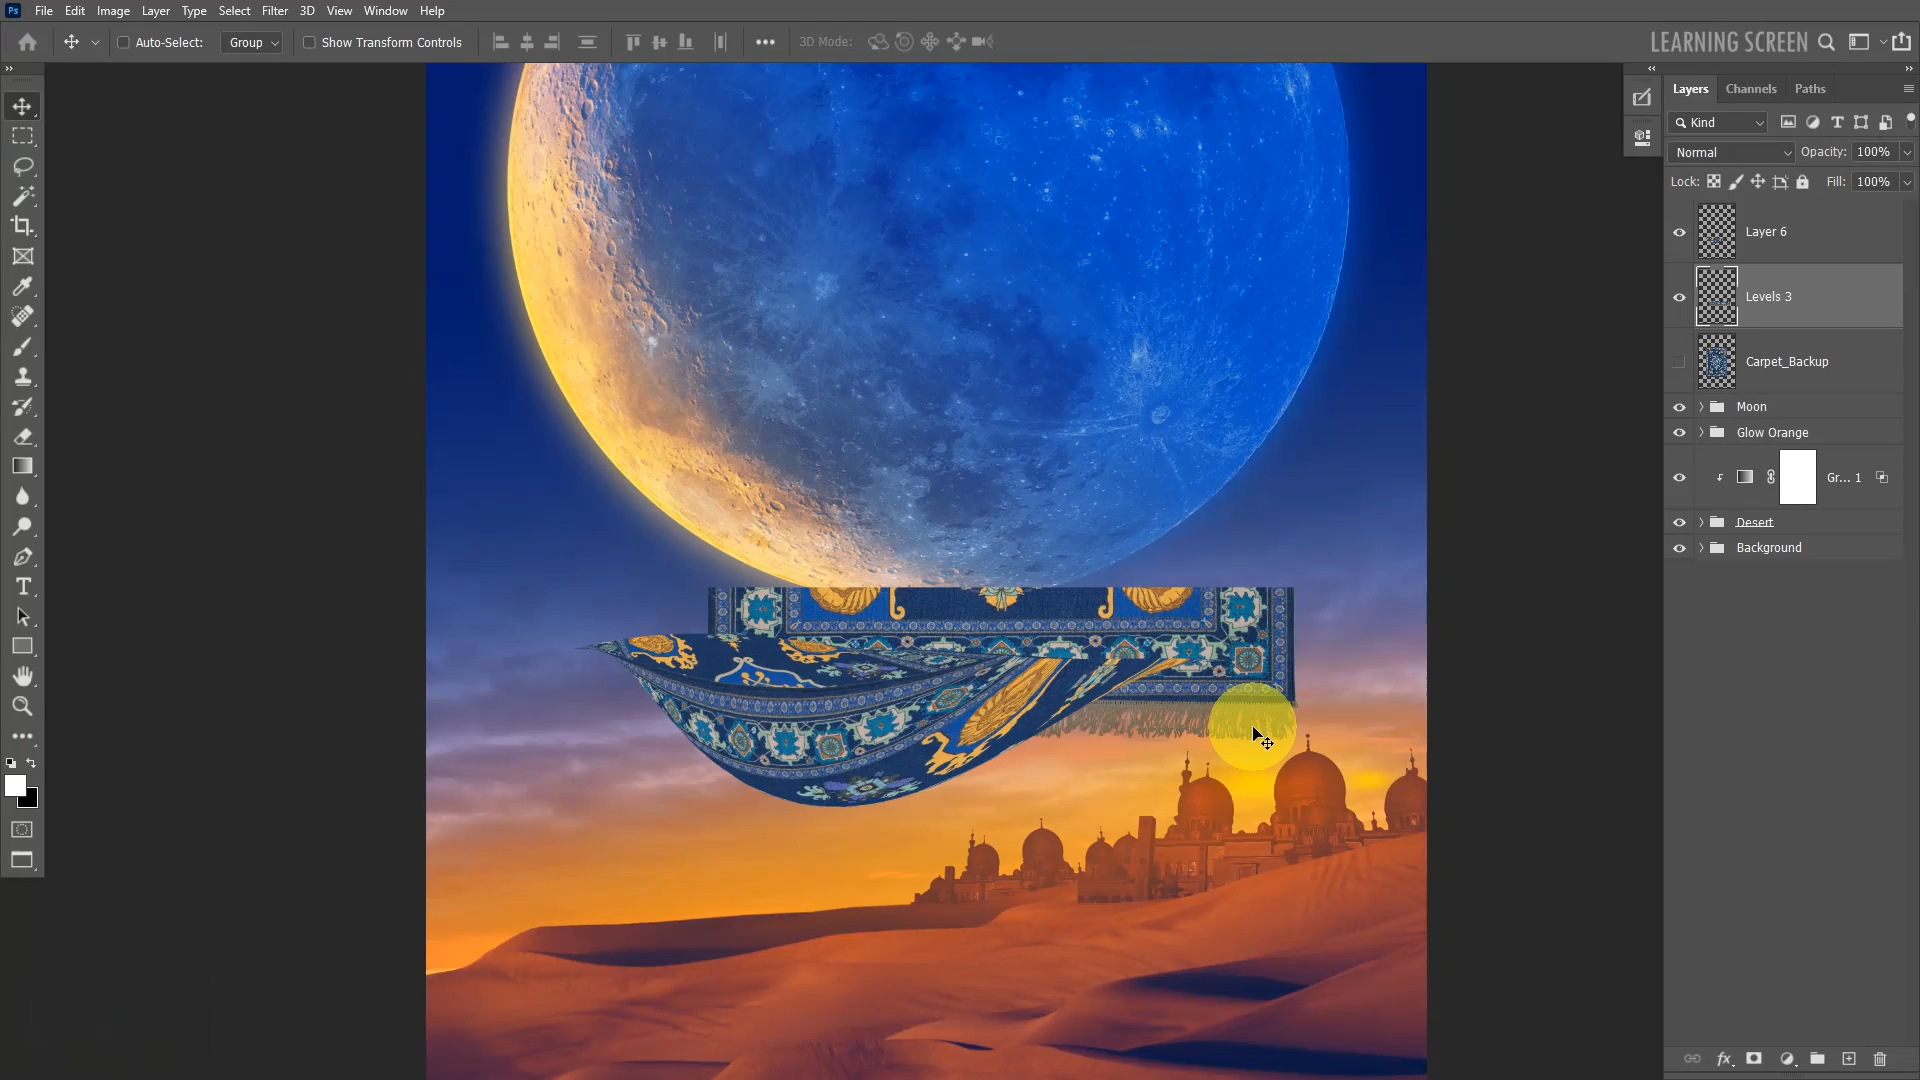 Ps File Edit Image Layer Type Select Filter 3D View Window Help
Auto-Select: Group Show Transform Controls 3D Mode: LEARNING SCREEN
Layers Channels Paths
Kind
Normal Opacity: 100%
Lock: Fill: 100%
Layer 6
Levels 3
Carpet_Backup
Moon
Glow Orange
Gr... 1
Desert
Background